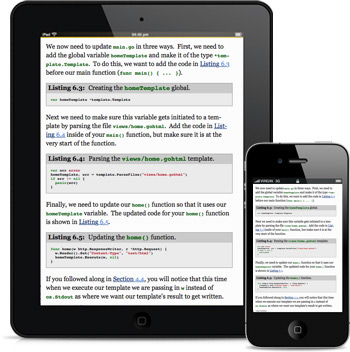 iPad
We now need to update main.go in three ways. First, we need to
add the global variable homeTemplate and make it of the type *tem-
template.Template. To do this, we want to add the code in Listing 6.3
before our main function (func main() { ... }).
Listing 6.3: Creating the homeTemplate global.
var homeTemplate *template.Template
Next we need to make sure this variable gets initiated to a tem-
plate by parsing the file views/home.gohtml. Add the code in List-
ing 6.4 inside of your main() function, but make sure it is at the
very start of the function.
Listing 6.4: Parsing the views/home.gohtml template.
var err error
homeTemplate, err = template.ParseFiles("views/home.gohtml")
if err != nil {
panic(err)
}
Finally, we need to update our home() function so that it uses our
homeTemplate Variable. The updated code for your home() function
is shown in Listing 6.5.
Listing 6.5: Updating the home() function.
func home(w http.ResponseWriter, r *http.Request) {
w.Header().Set("Content-Type", "text/html")
homeTemplate.Execute(w, nil)
}
If you followed along in Section 4.4, you will notice that this time
when we execute our template we are passing in w instead of
os.Stdout as where we want our template's result to get written.